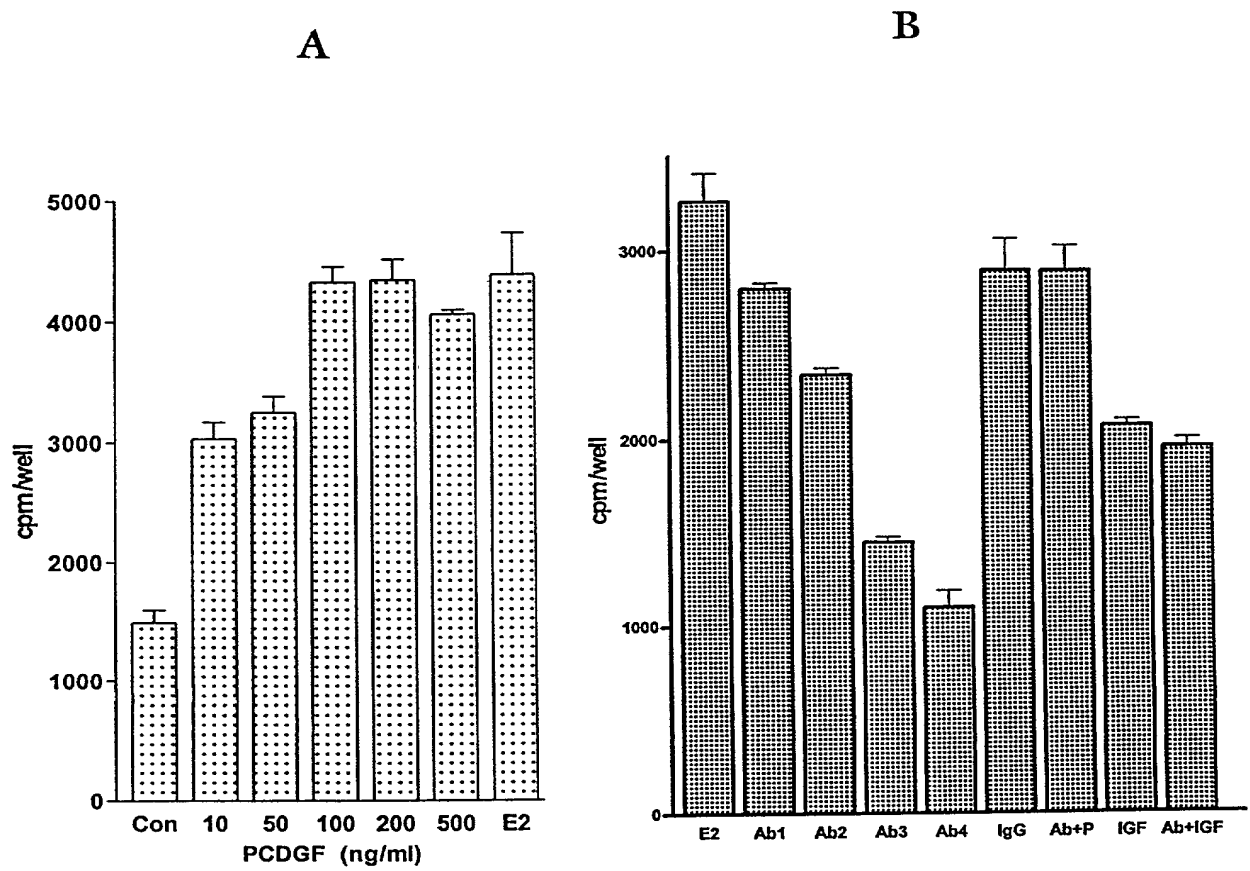 A
B
5000
4000
3000
2000
1000
0
cpm/well
Con 10 50 100 200 500 E2
PCDGF (ng/ml)
3000
2000
1000
0
cpm/well
E2 Ab1 Ab2 Ab3 Ab4 IgG Ab+P IGF Ab+IGF